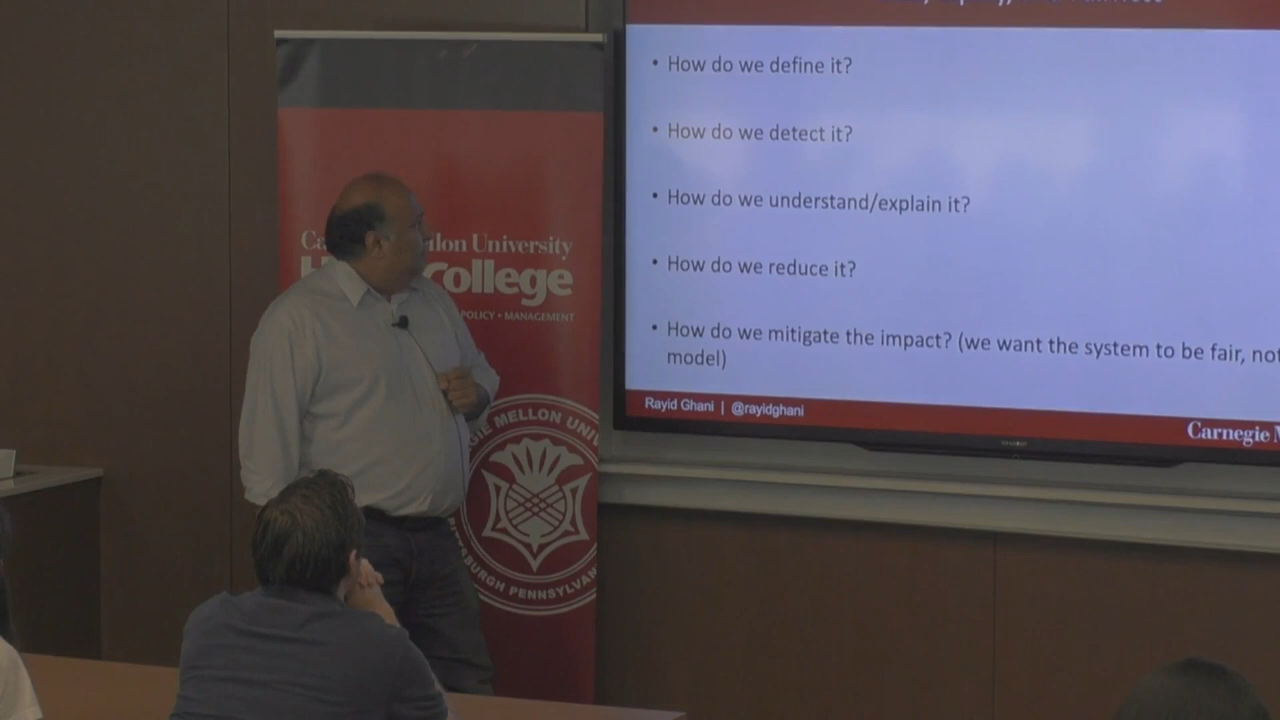 • How do we define it?
• How do we detect it?
• How do we understand/explain it?
• How do we reduce it?
• How do we mitigate the impact? (we want the system to be fair, not
model)
Rayid Ghani | @rayidghani
Carnegie
Mellon University
College
POLICY • MANAGEMENT
MELLON
PITTSBURGH PENNSYLVAN